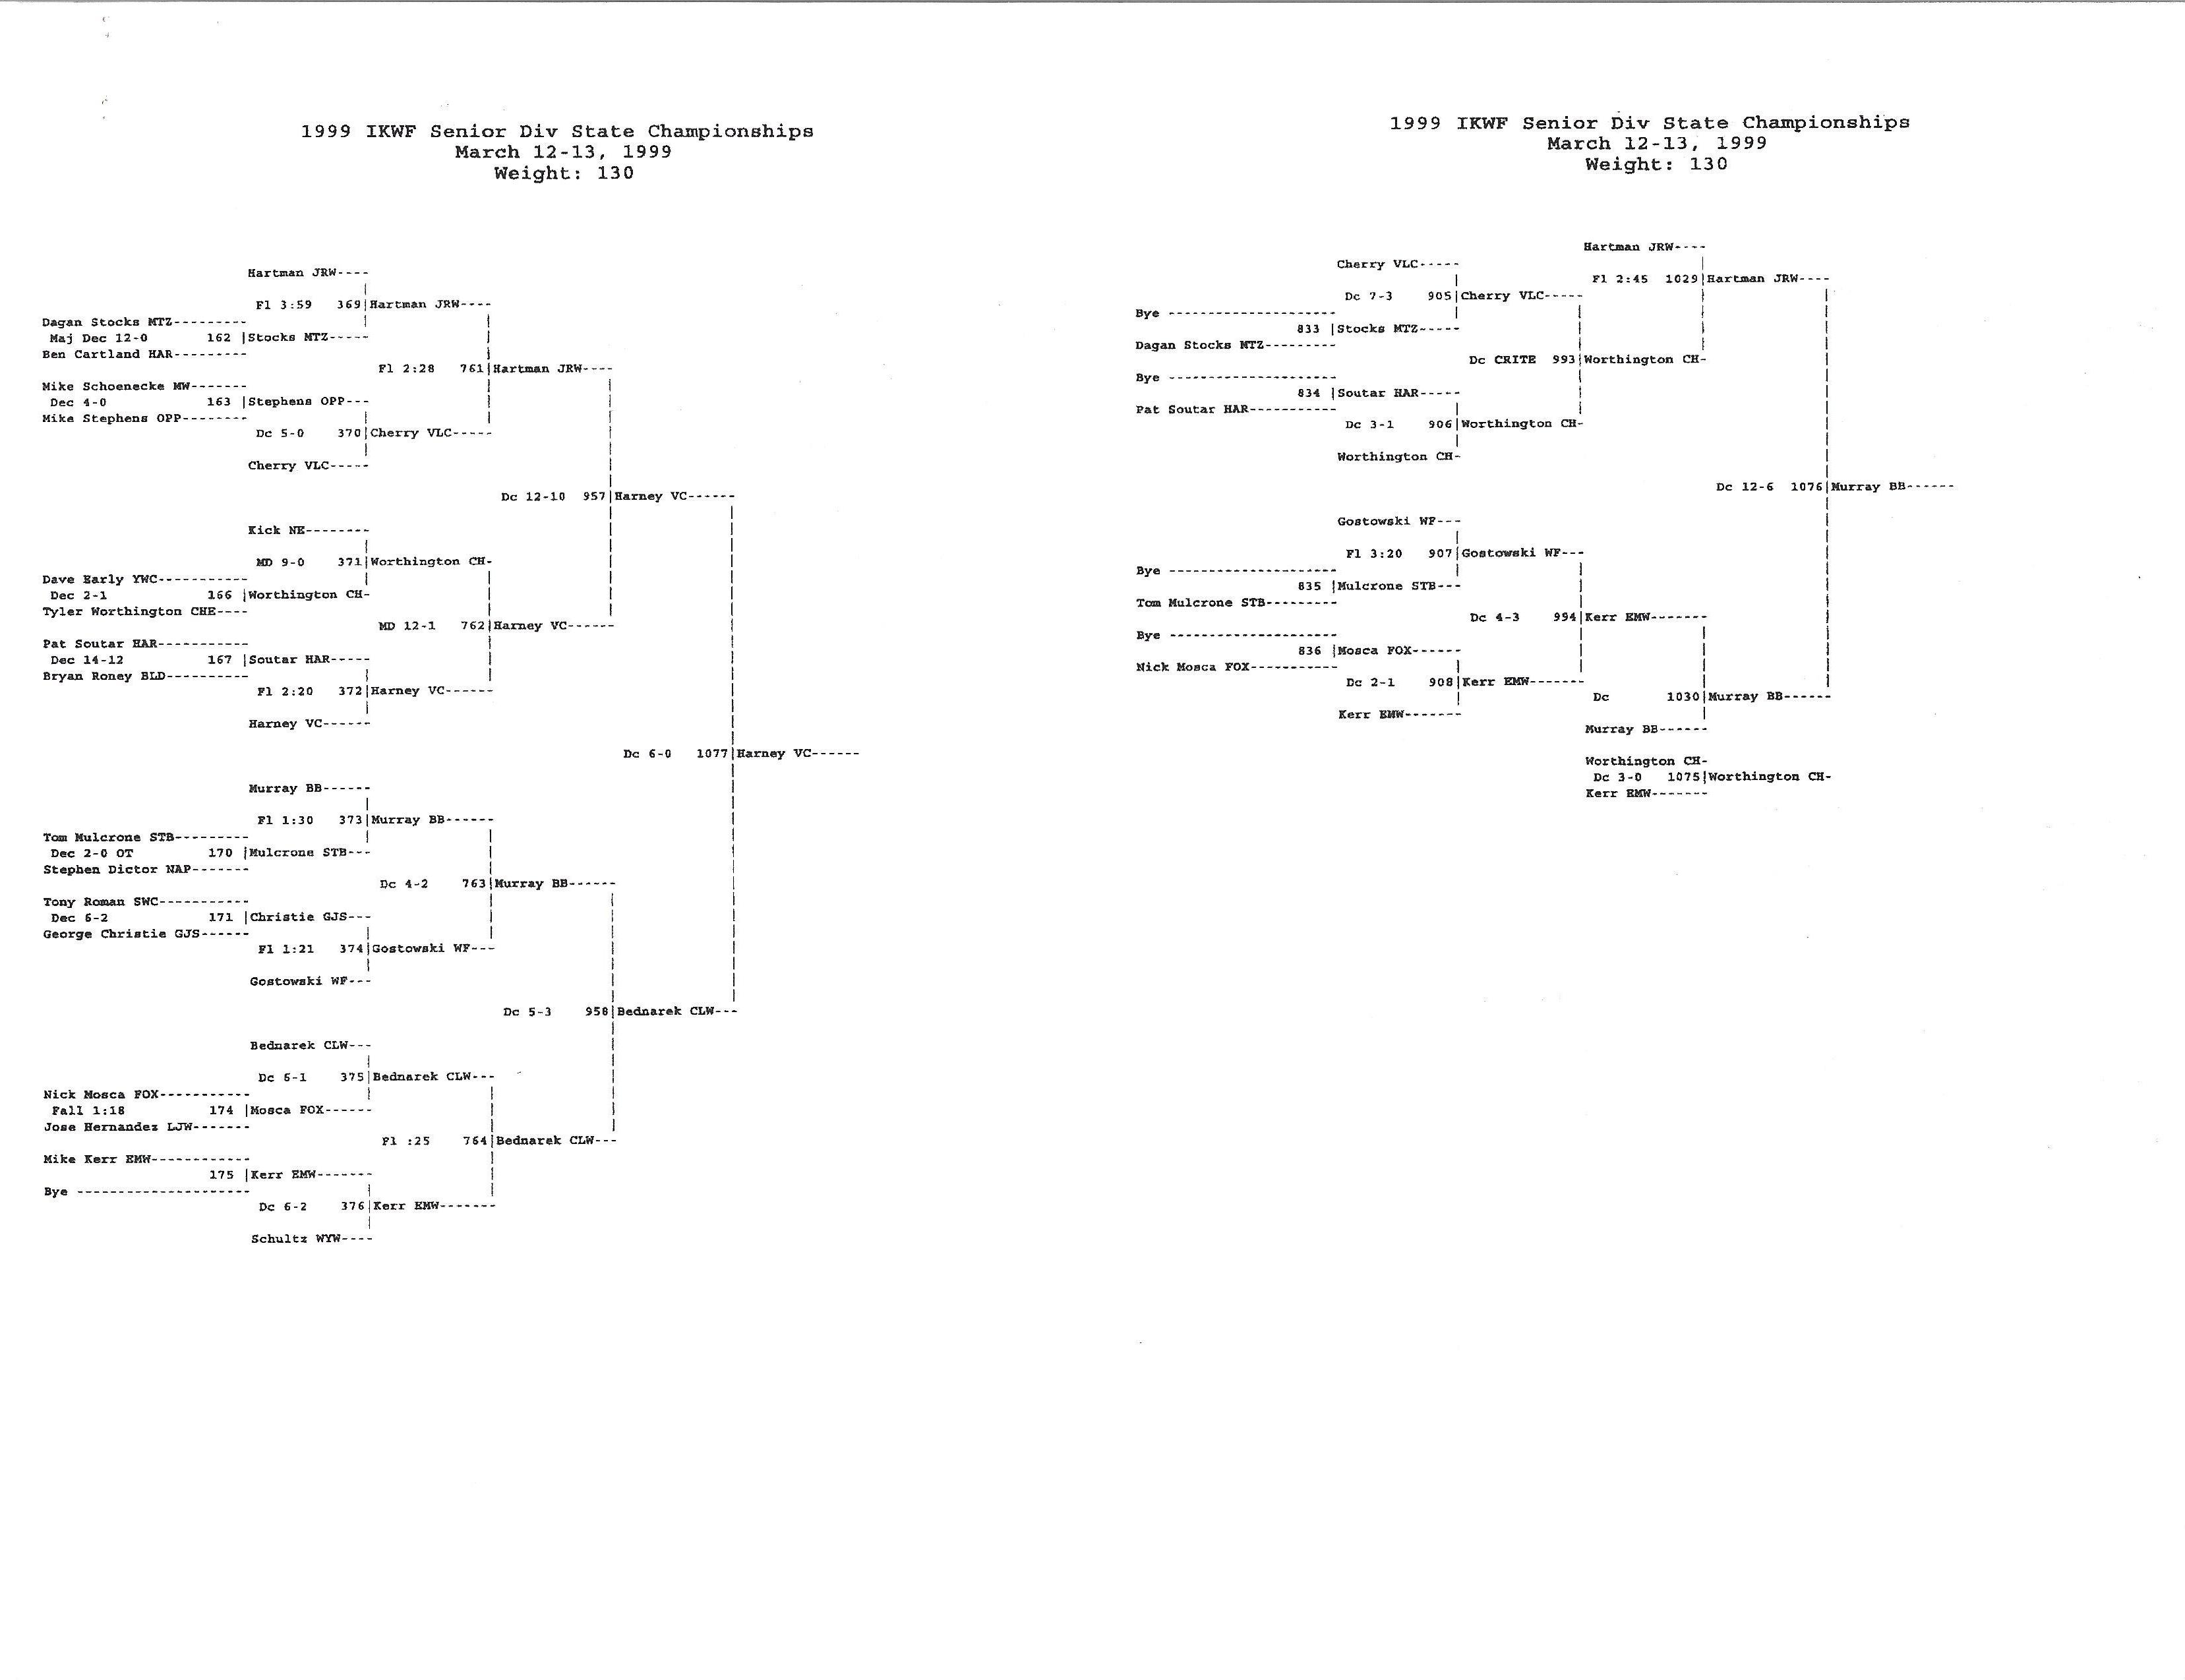 1999 IKWF Senior Div State Championships
March 12-13, 1999
Weight: 130
Hartman JRW----
Fl 3:59 369|Hartman JRW----
Dagan Stocks MTZ---------
Maj Dec 12-0 162 |Stocks MTZ-----
Ben Cartland HAR---------
Fl 2:28 761|Hartman JRW----
Mike Schoenecke MW-------
Dec 4-0 163 |Stephens OPP---
Mike Stephens OPP--------
Dc 5-0 370|Cherry VLC-----
Cherry VLC-----
Dc 12-10 957|Harney VC------
Kick NE--------
MD 9-0 371|Worthington CH-
Dave Early YWC-----------
Dec 2-1 166 |Worthington CH-
Tyler Worthington CHE----
MD 12-1 762|Harney VC------
Pat Soutar HAR-----------
Dec 14-12 167 |Soutar HAR-----
Bryan Roney BLD----------
Fl 2:20 372|Harney VC------
Harney VC------
Dc 6-0 1077|Harney VC------
Murray BB------
Fl 1:30 373|Murray BB------
Tom Mulcrone STB---------
Dec 2-0 OT 170 |Mulcrone STB---
Stephen Dictor NAP-------
Dc 4-2 763|Murray BB------
Tony Roman SWC-----------
Dec 6-2 171 |Christie GJS---
George Christie GJS------
Fl 1:21 374|Gostowski WF---
Gostowski WF---
Dc 5-3 958|Bednarek CLW---
Bednarek CLW---
Dc 6-1 375|Bednarek CLW---
Nick Mosca FOX-----------
Fall 1:18 174 |Mosca FOX------
Jose Hernandez LJW-------
Fl :25 764|Bednarek CLW---
Mike Kerr EMW------------
175 |Kerr EMW-------
Bye ---------------------
Dc 6-2 376|Kerr EMW-------
Schultz WYW----
1999 IKWF Senior Div State Championships
March 12-13, 1999
Weight: 130
Hartman JRW----
Cherry VLC-----
Fl 2:45 1029|Hartman JRW----
Dc 7-3 905|Cherry VLC-----
Bye ---------------------
833 |Stocks MTZ-----
Dagan Stocks MTZ---------
Dc CRITE 993|Worthington CH-
Bye ---------------------
834 |Soutar HAR-----
Pat Soutar HAR-----------
Dc 3-1 906|Worthington CH-
Worthington CH-
Dc 12-6 1076|Murray BB------
Gostowski WF---
Fl 3:20 907|Gostowski WF---
Bye ---------------------
835 |Mulcrone STB---
Tom Mulcrone STB---------
Dc 4-3 994|Kerr EMW-------
Bye ---------------------
836 |Mosca FOX------
Nick Mosca FOX-----------
Dc 2-1 908|Kerr EMW-------
Dc 1030|Murray BB------
Kerr EMW-------
Murray BB------
Worthington CH-
Dc 3-0 1075|Worthington CH-
Kerr EMW-------